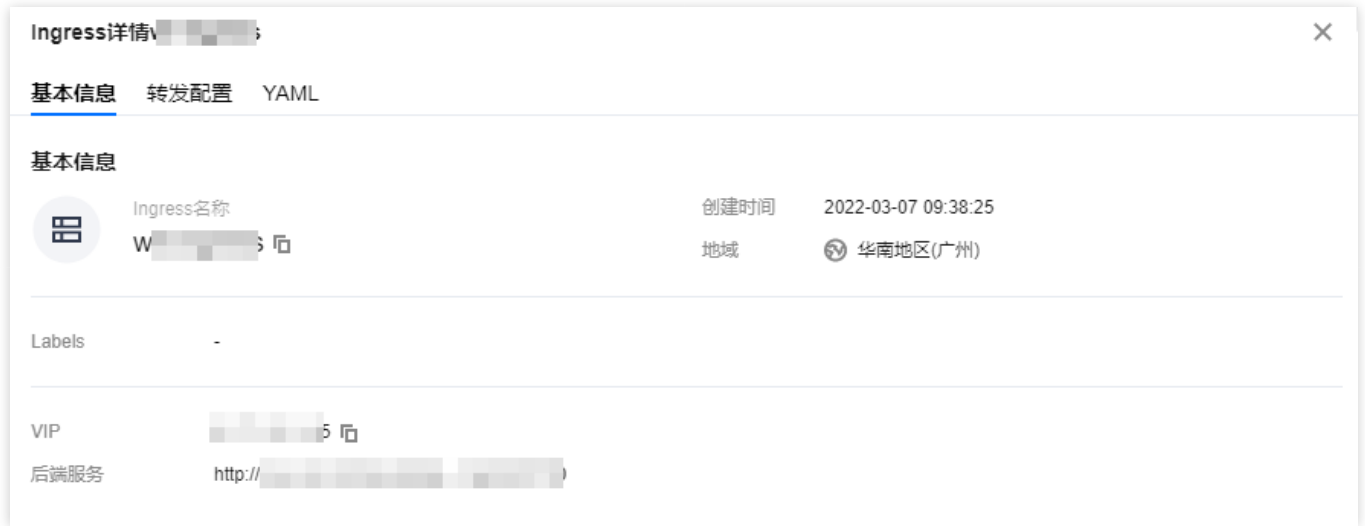 Ingress详情
基本信息 转发配置 YAML
基本信息
Ingress名称
创建时间 2022-03-07 09:38:25
地域 华南地区(广州)
Labels -
VIP
后端服务 http://